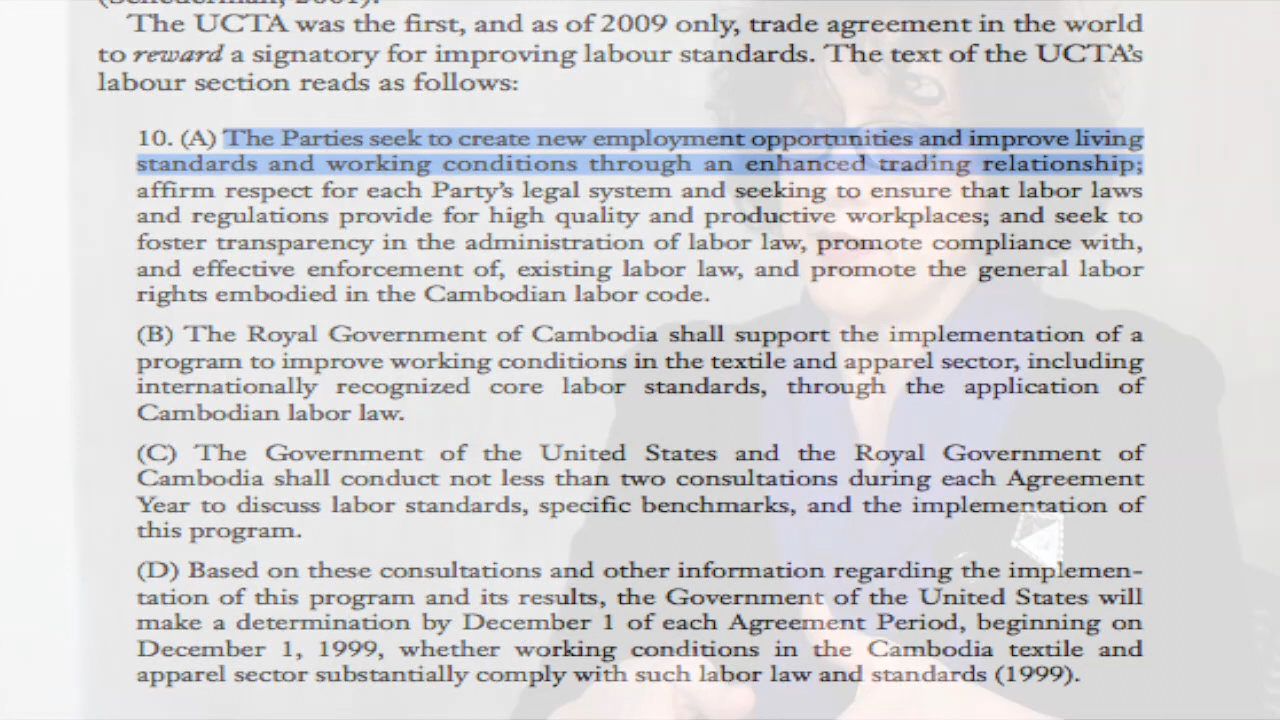 (Scheuerman, 2001).
The UCTA was the first, and as of 2009 only, trade agreement in the world
to reward a signatory for improving labour standards. The text of the UCTA's
labour section reads as follows:
10. (A) The Parties seek to create new employment opportunities and improve living
standards and working conditions through an enhanced trading relationship;
affirm respect for each Party's legal system and seeking to ensure that labor laws
and regulations provide for high quality and productive workplaces; and seek to
foster transparency in the administration of labor law, promote compliance with,
and effective enforcement of, existing labor law, and promote the general labor
rights embodied in the Cambodian labor code.
(B) The Royal Government of Cambodia shall support the implementation of a
program to improve working conditions in the textile and apparel sector, including
internationally recognized core labor standards, through the application of
Cambodian labor law.
(C) The Government of the United States and the Royal Government of
Cambodia shall conduct not less than two consultations during each Agreement
Year to discuss labor standards, specific benchmarks, and the implementation of
this program.
(D) Based on these consultations and other information regarding the implemen-
tation of this program and its results, the Government of the United States will
make a determination by December 1 of each Agreement Period, beginning on
December 1, 1999, whether working conditions in the Cambodia textile and
apparel sector substantially comply with such labor law and standards (1999).